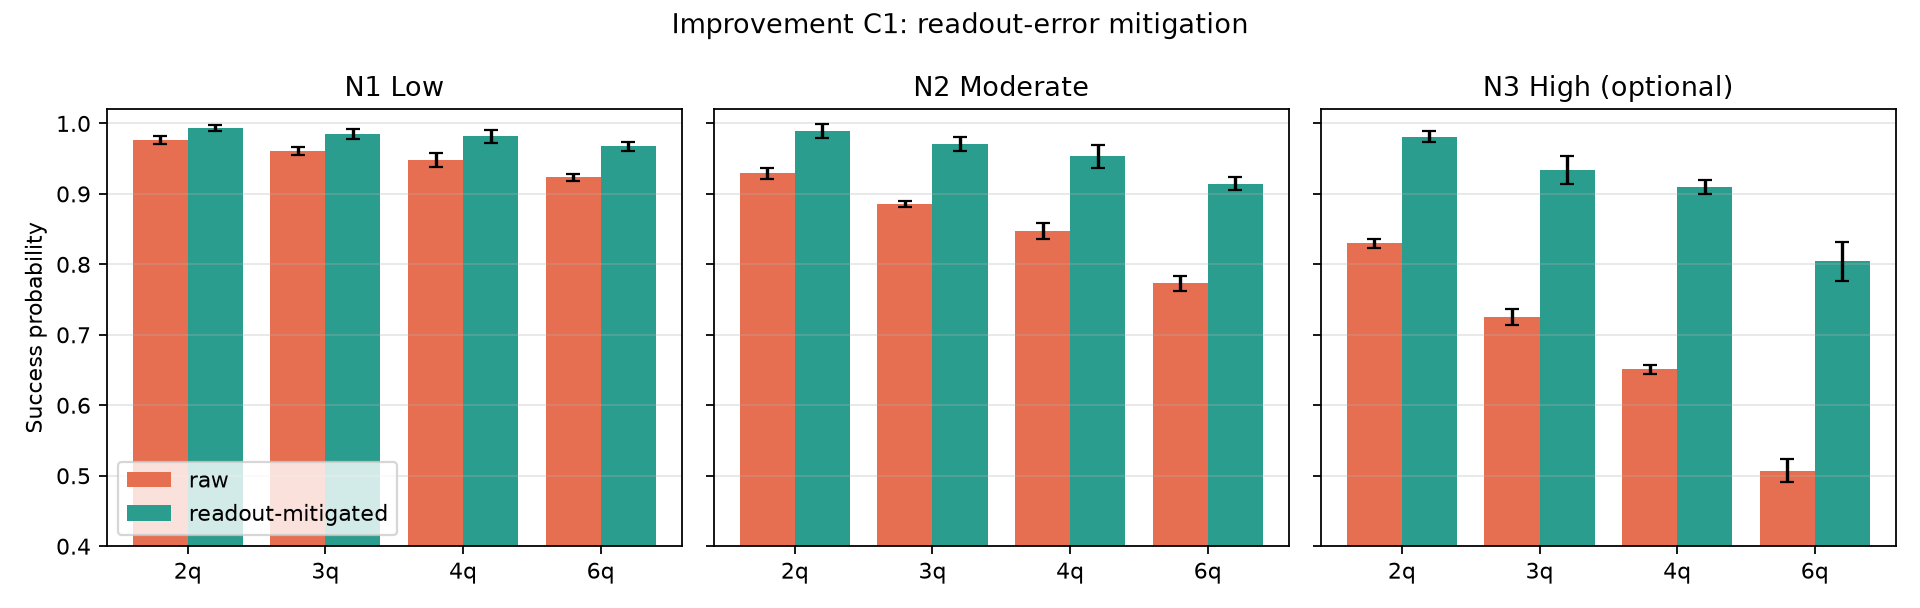 Improvement C1: readout-error mitigation
N1 Low
N2 Moderate
N3 High (optional)
Success probability
1.0
0.9
0.8
0.7
0.6
0.5
0.4
raw
readout-mitigated
2q
3q
4q
6q
2q
3q
4q
6q
2q
3q
4q
6q